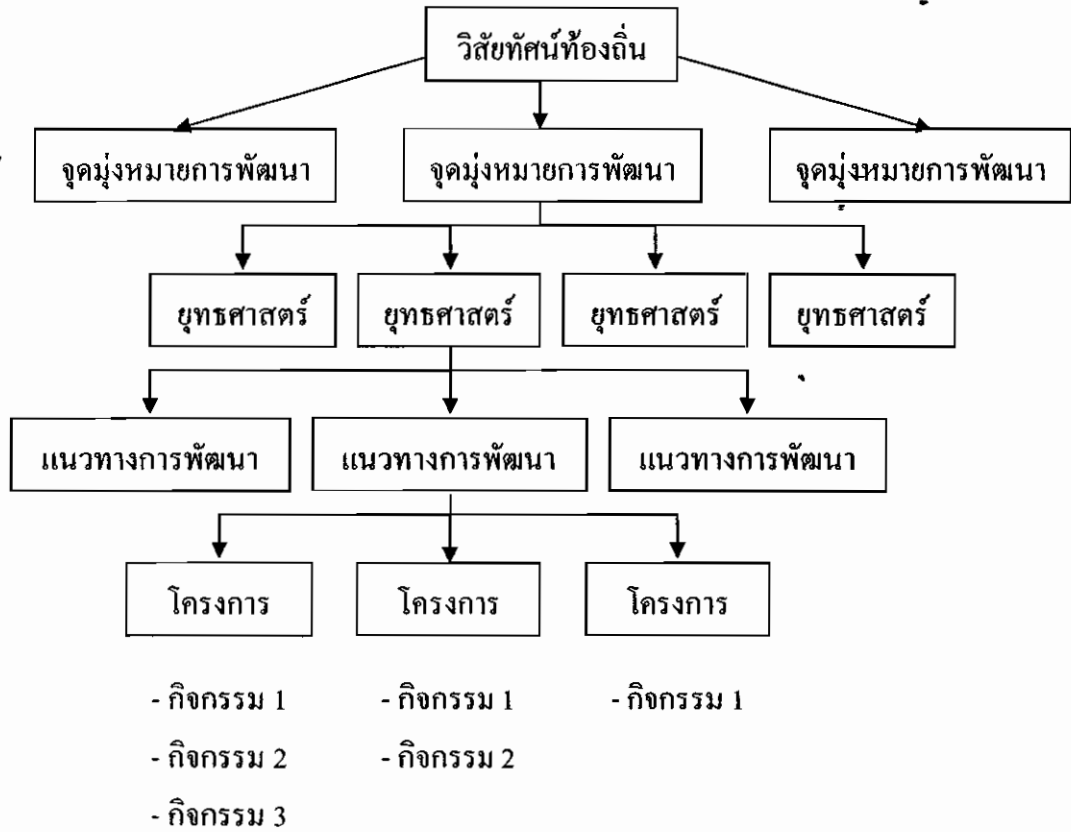 วิสัยทัศน์ท้องถิ่น
จุดมุ่งหมายการพัฒนา
จุดมุ่งหมายการพัฒนา
จุดมุ่งหมายการพัฒนา
ยุทธศาสตร์
ยุทธศาสตร์
ยุทธศาสตร์
ยุทธศาสตร์
แนวทางการพัฒนา
แนวทางการพัฒนา
แนวทางการพัฒนา
โครงการ
โครงการ
โครงการ
- กิจกรรม 1
- กิจกรรม 1
- กิจกรรม 1
- กิจกรรม 2
- กิจกรรม 2
- กิจกรรม 3